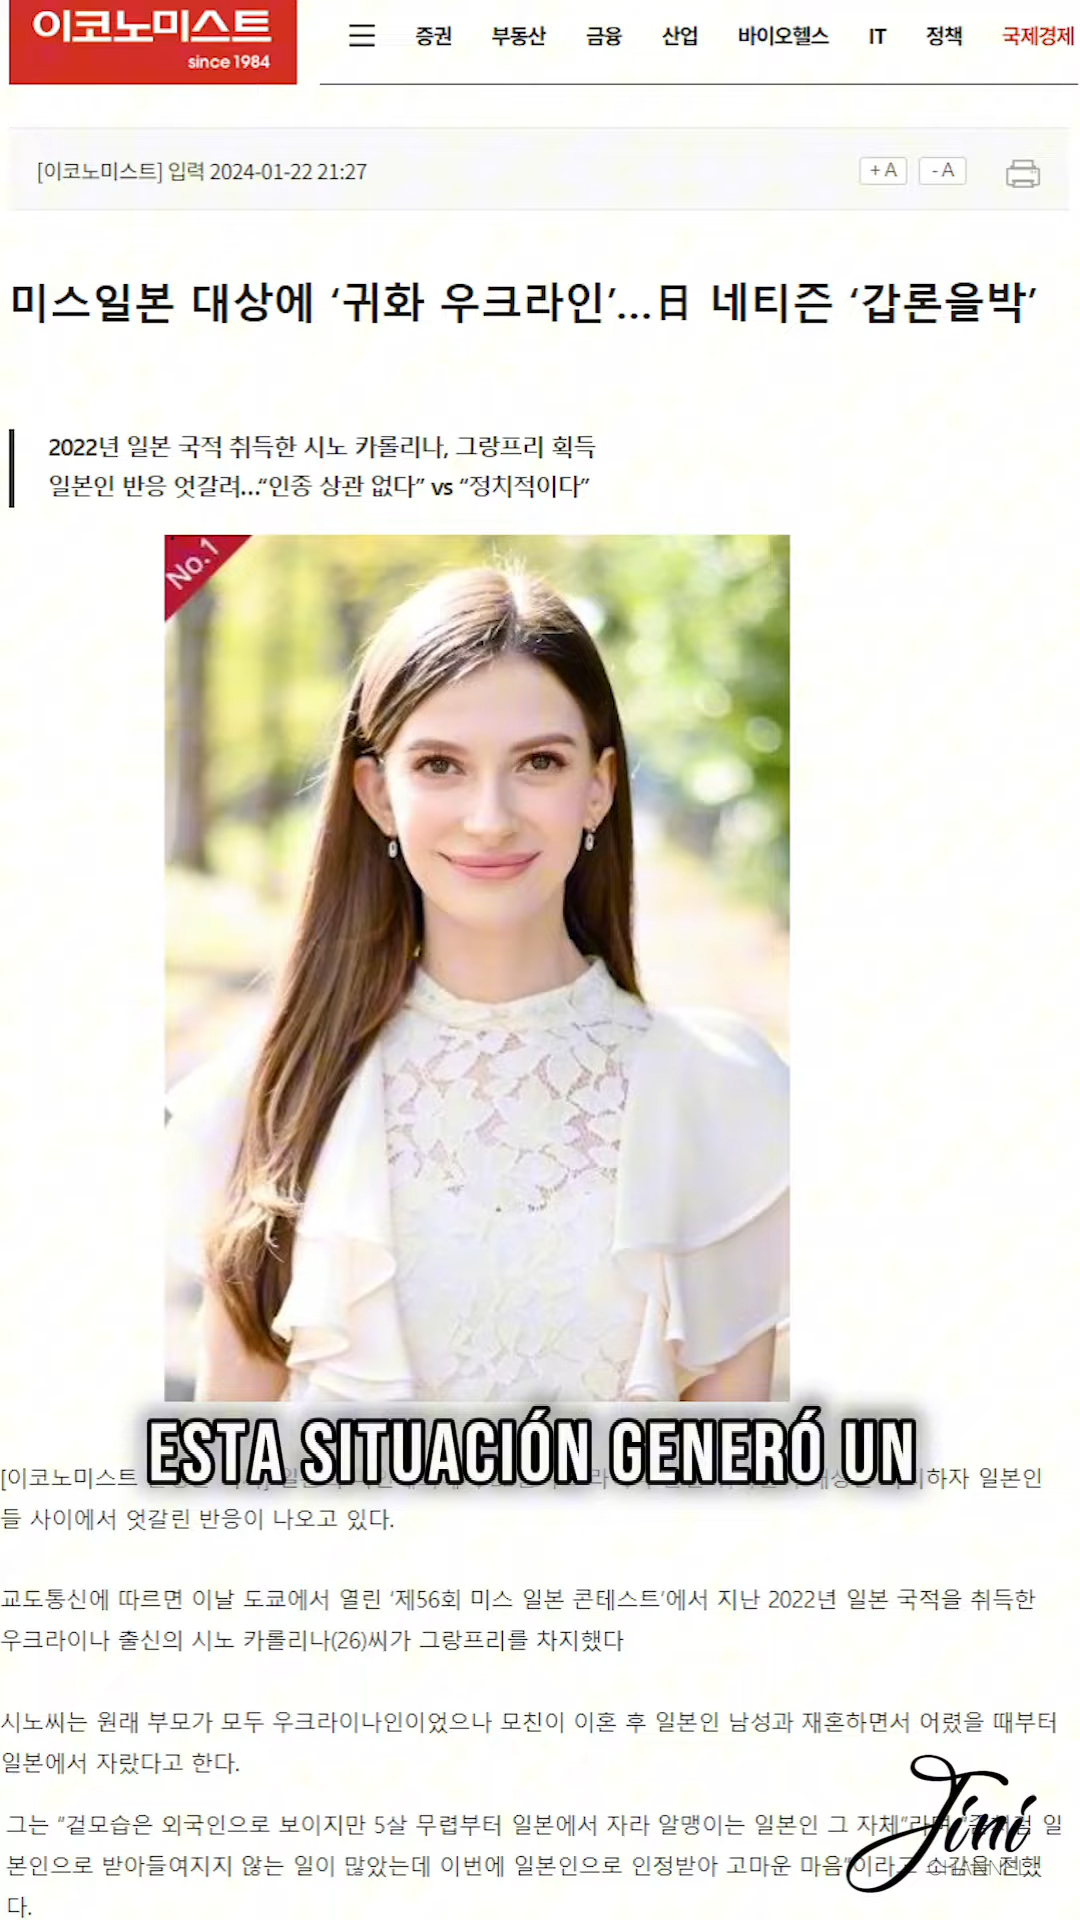 이코노미스트
since 1984
증권 부동산 금융 산업 바이오헬스 IT 정책 국제경제
[이코노미스트] 입력 2024-01-22 21:27
+ A - A
미스일본 대상에 ‘귀화 우크라인’...日 네티즌 ‘갑론을박’
2022년 일본 국적 취득한 시노 카롤리나, 그랑프리 획득
일본인 반응 엇갈려...“인종 상관 없다” vs “정치적이다”
No.1
ESTA SITUACIÓN GENERÓ UN
[이코노미스트 하자 일본인
들 사이에서 엇갈린 반응이 나오고 있다.
교도통신에 따르면 이날 도쿄에서 열린 ‘제56회 미스 일본 콘테스트’에서 지난 2022년 일본 국적을 취득한
우크라이나 출신의 시노 카롤리나(26)씨가 그랑프리를 차지했다
시노씨는 원래 부모가 모두 우크라이나인이었으나 모친이 이혼 후 일본인 남성과 재혼하면서 어렸을 때부터
일본에서 자랐다고 한다.
그는 “겉모습은 외국인으로 보이지만 5살 무렵부터 일본에서 자라 알맹이는 일본인 그 자체”라며 일
본인으로 받아들여지지 않는 일이 많았는데 이번에 일본인으로 인정받아 고마운 마음”이라고 소감을 전했
다.
Jini
CHANNEL